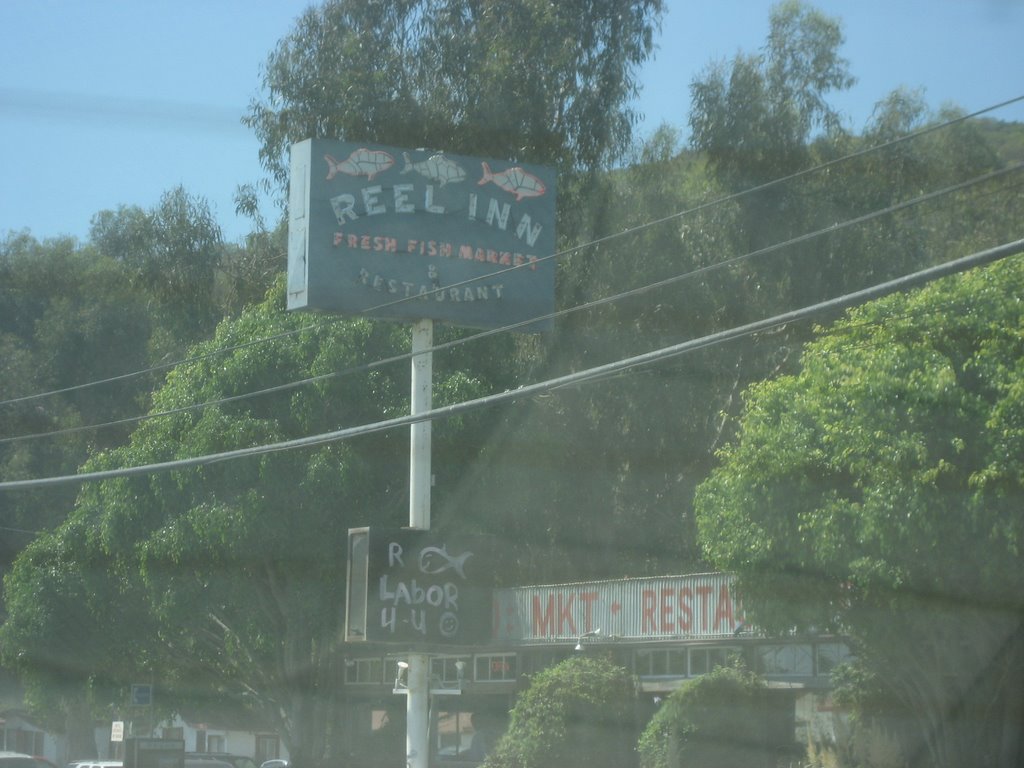 REEL INN
FRESH FISH MARKET
&
RESTAURANT
R
LABOR
4-U
MKT - RESTA